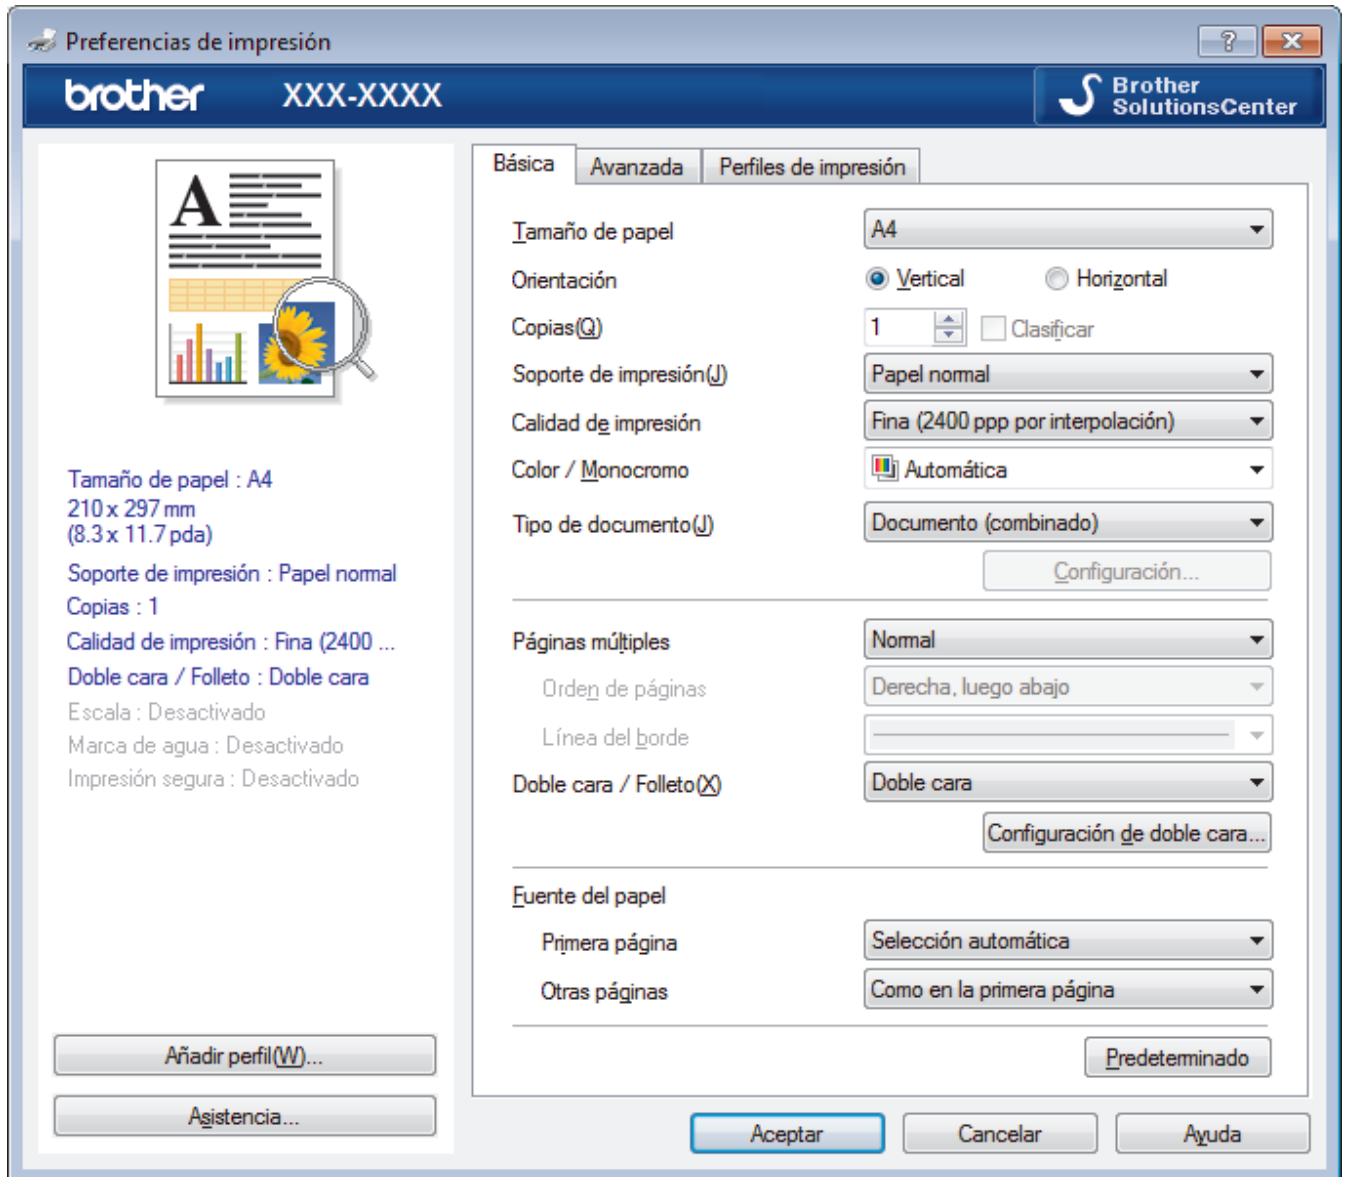 Preferencias de impresión
brother XXX-XXXX Brother
SolutionsCenter
A
Tamaño de papel : A4
210 x 297 mm
(8.3 x 11.7 pda)
Soporte de impresión : Papel normal
Copias : 1
Calidad de impresión : Fina (2400 ...
Doble cara / Folleto : Doble cara
Escala : Desactivado
Marca de agua : Desactivado
Impresión segura : Desactivado
Añadir perfil(W)...
Asistencia...
Básica Avanzada Perfiles de impresión
Tamaño de papel A4
Orientación Vertical Horizontal
Copias(Q) 1 Clasificar
Soporte de impresión(J) Papel normal
Calidad de impresión Fina (2400 ppp por interpolación)
Color / Monocromo Automática
Tipo de documento(J) Documento (combinado)
Configuración...
Páginas múltiples Normal
Orden de páginas Derecha, luego abajo
Línea del borde
Doble cara / Folleto(X) Doble cara
Configuración de doble cara...
Fuente del papel
Primera página Selección automática
Otras páginas Como en la primera página
Predeterminado
Aceptar Cancelar Ayuda